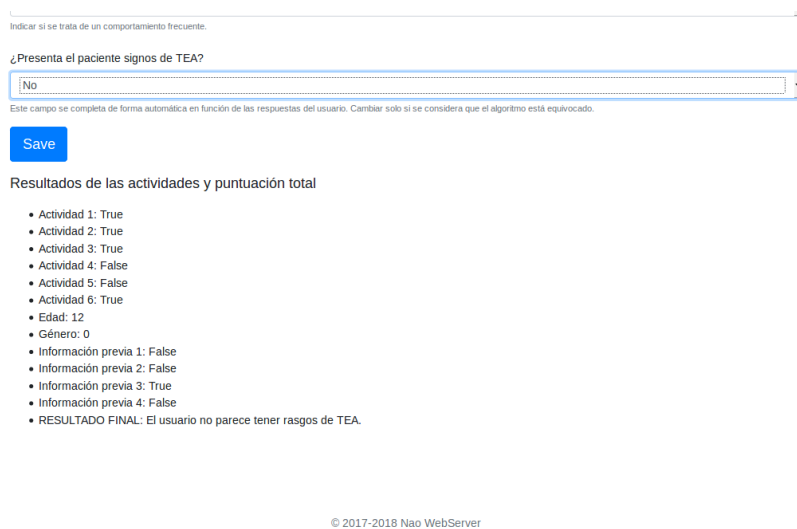 Indicar si se trata de un comportamiento frecuente.
¿Presenta el paciente signos de TEA?
No
Este campo se completa de forma automática en función de las respuestas del usuario. Cambiar solo si se considera que el algoritmo está equivocado.
Save
Resultados de las actividades y puntuación total
Actividad 1: True
Actividad 2: True
Actividad 3: True
Actividad 4: False
Actividad 5: False
Actividad 6: True
Edad: 12
Género: 0
Información previa 1: False
Información previa 2: False
Información previa 3: True
Información previa 4: False
RESULTADO FINAL: El usuario no parece tener rasgos de TEA.
© 2017-2018 Nao WebServer